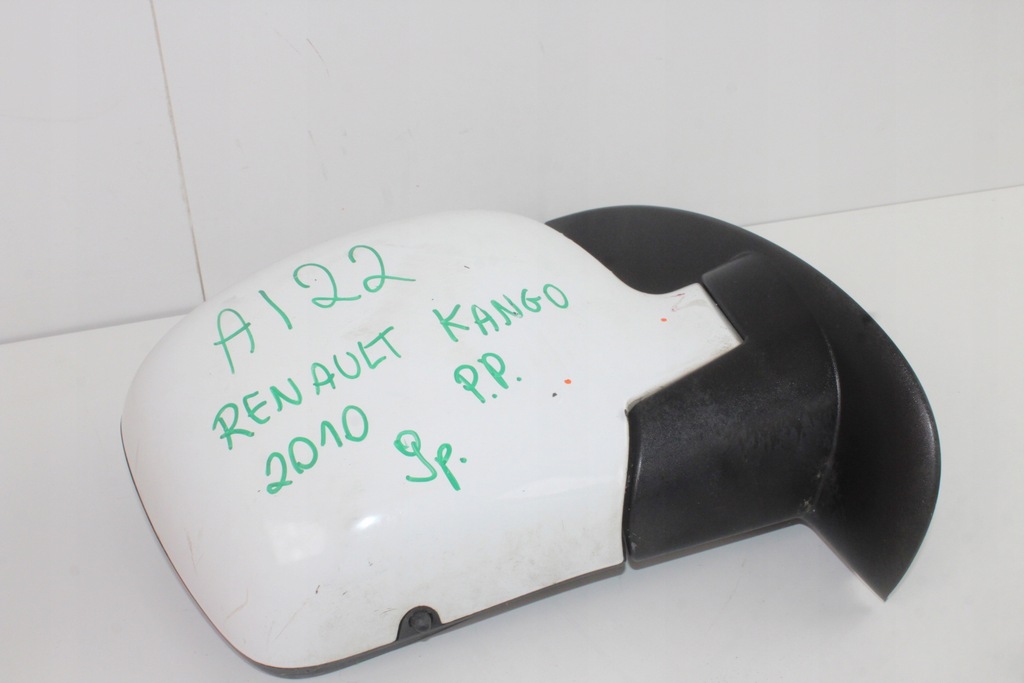 A122
RENAULT KANGO
2010 P.P.
9p.